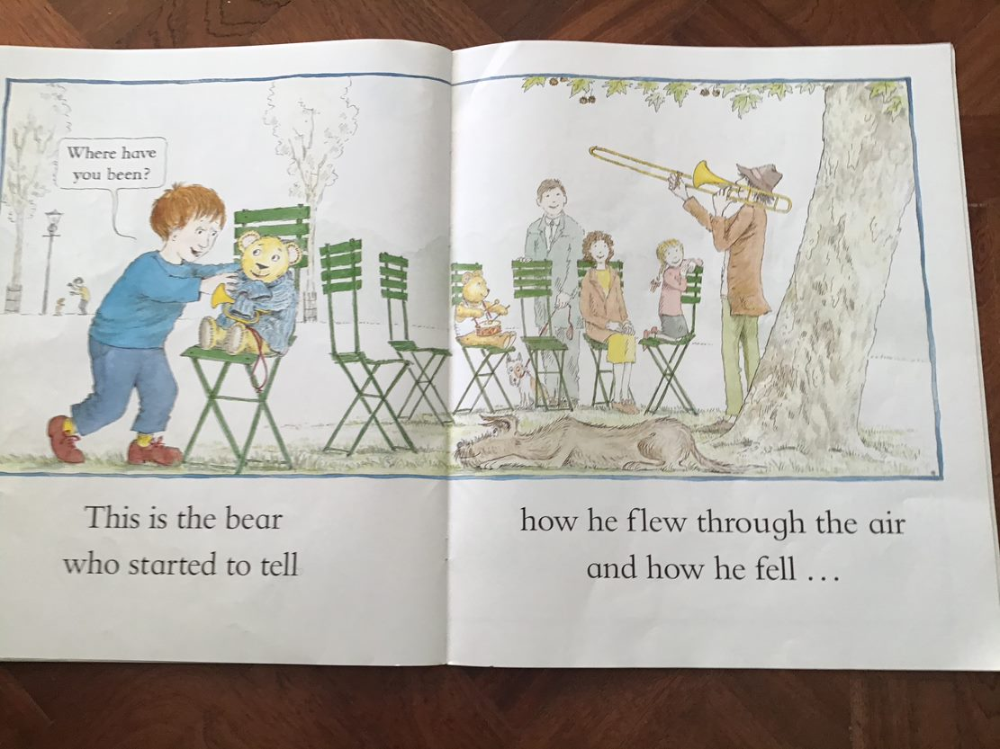 Where have
you been?
This is the bear
who started to tell
how he flew through the air
and how he fell ...